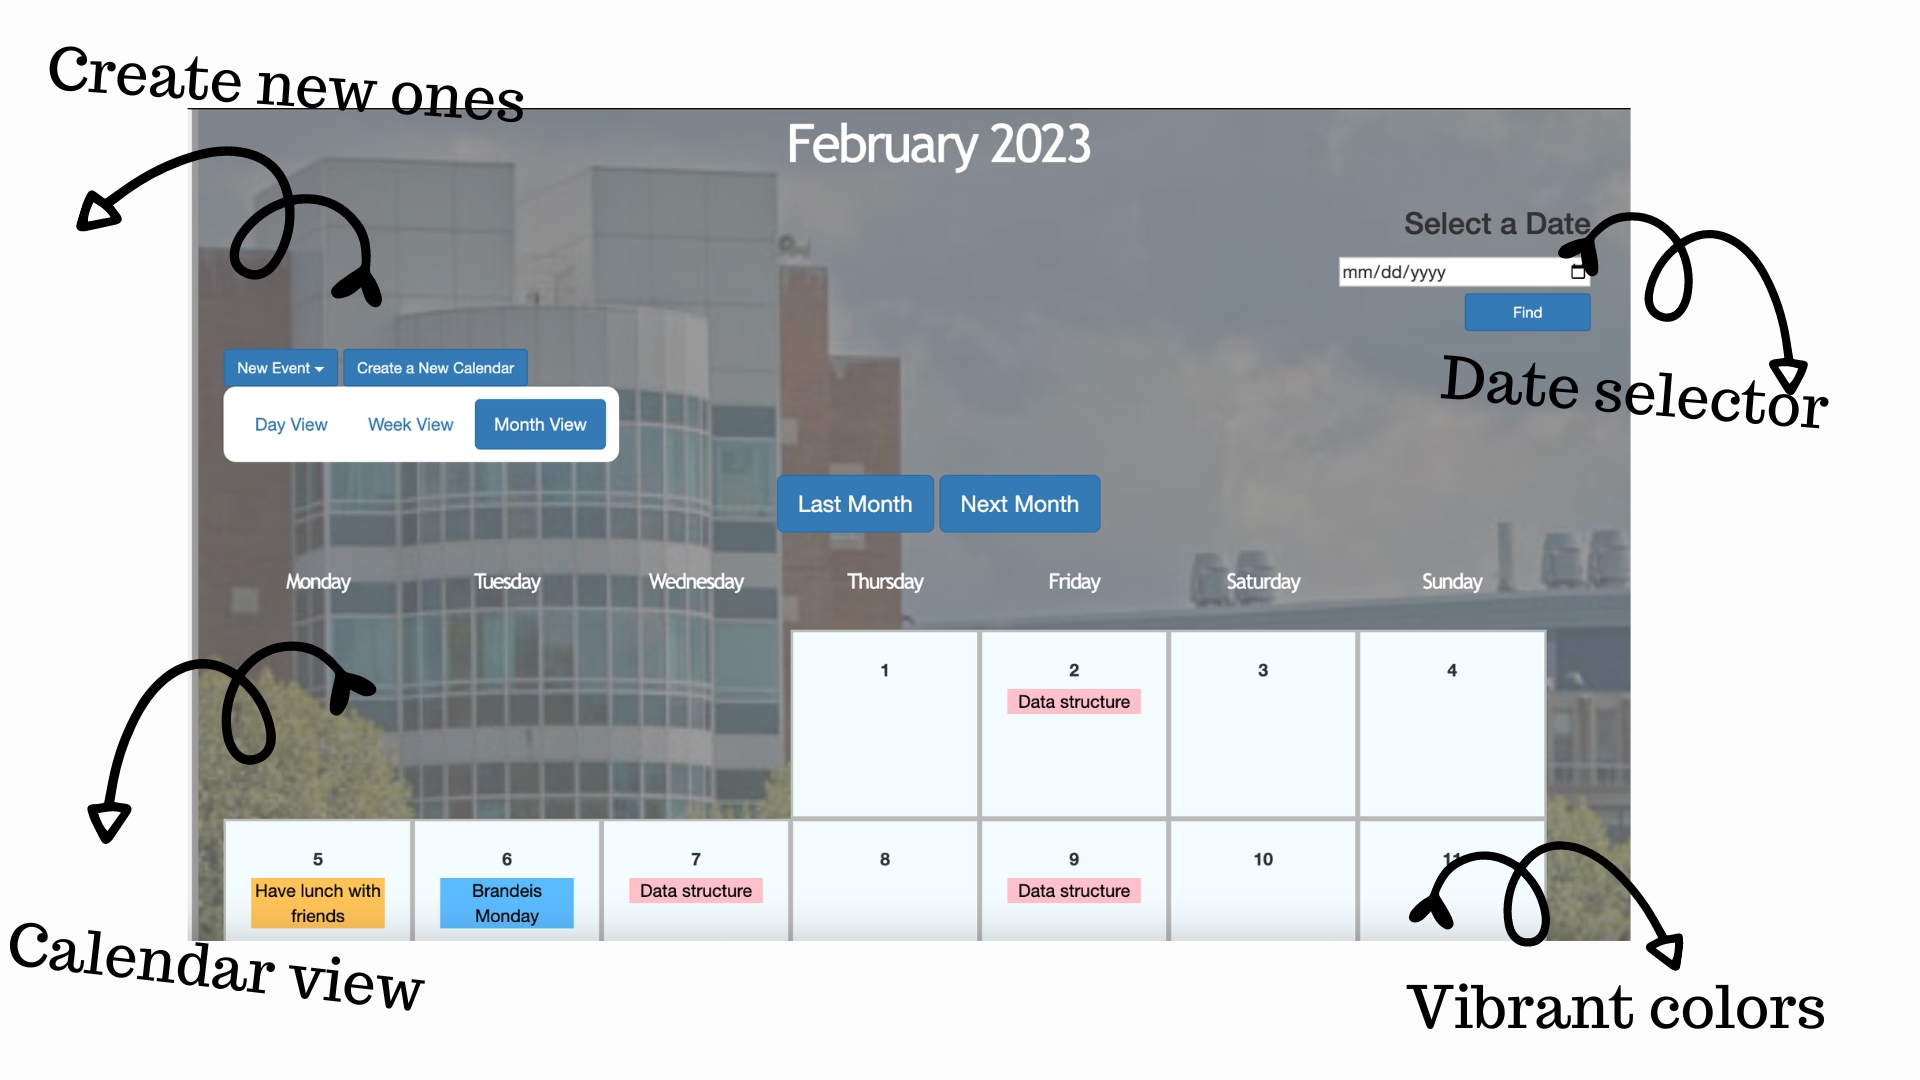 Create new ones
February 2023
Select a Date
mm/dd/yyyy
Find
Date selector
New Event
Create a New Calendar
Day View
Week View
Month View
Last Month
Next Month
Monday
Tuesday
Wednesday
Thursday
Friday
Saturday
Sunday
1
2
3
4
Data structure
5
6
7
8
9
10
11
Have lunch with
friends
Brandeis
Monday
Data structure
Data structure
Calendar view
Vibrant colors